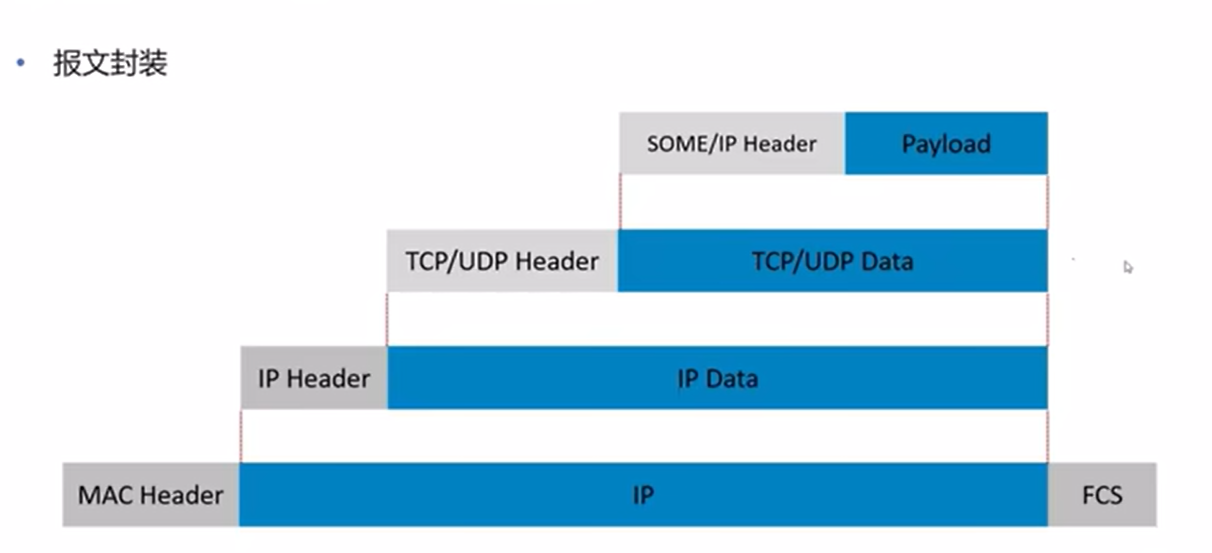 • 报文封装
SOME/IP Header Payload
TCP/UDP Header TCP/UDP Data
IP Header IP Data
MAC Header IP FCS